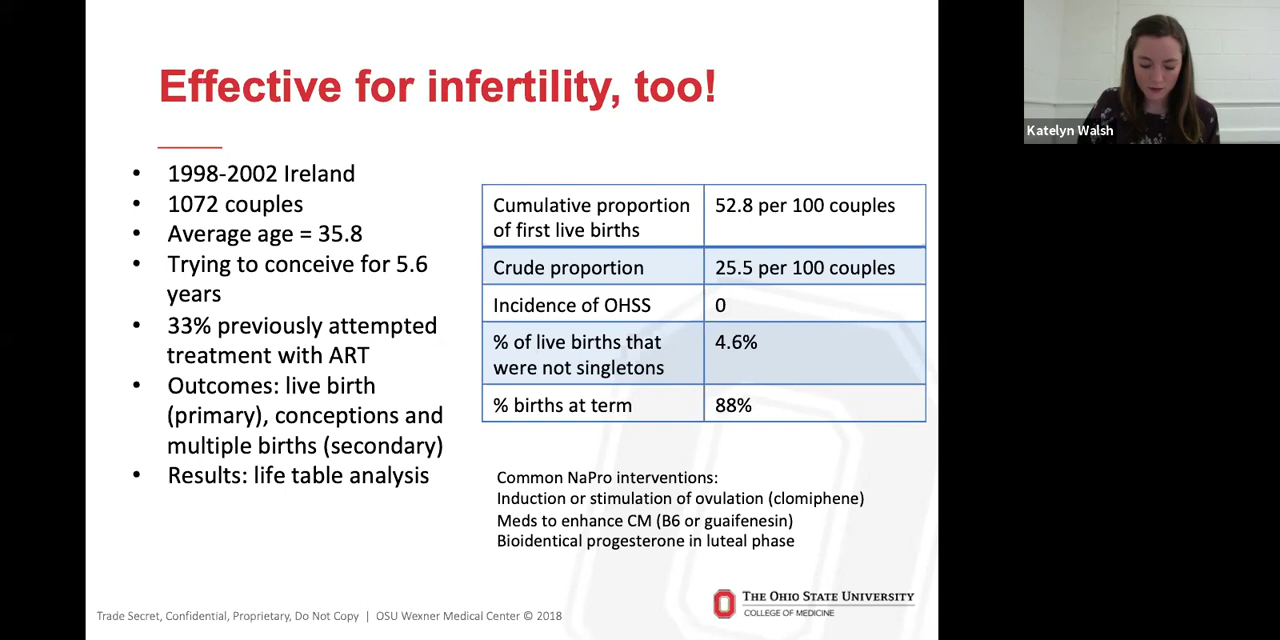 Effective for infertility, too!
• 1998-2002 Ireland
• 1072 couples
• Average age = 35.8
• Trying to conceive for 5.6
years
• 33% previously attempted
treatment with ART
• Outcomes: live birth
(primary), conceptions and
multiple births (secondary)
• Results: life table analysis
Cumulative proportion
of first live births
52.8 per 100 couples
Crude proportion
25.5 per 100 couples
Incidence of OHSS
0
% of live births that
were not singletons
4.6%
% births at term
88%
Common NaPro interventions:
Induction or stimulation of ovulation (clomiphene)
Meds to enhance CM (B6 or guaifenesin)
Bioidentical progesterone in luteal phase
Trade Secret, Confidential, Proprietary, Do Not Copy | OSU Wexner Medical Center © 2018
THE OHIO STATE UNIVERSITY
COLLEGE OF MEDICINE
Katelyn Walsh